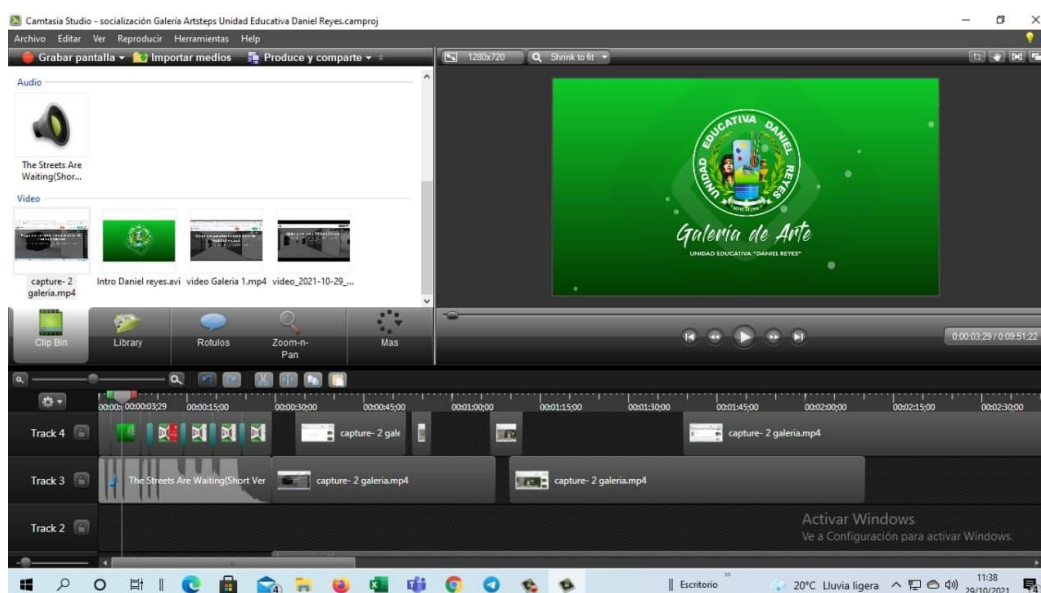 Camtasia Studio - socialización Galería Artsteps Unidad Educativa Daniel Reyes.camproj
Archivo Editar Ver Reproducir Herramientas Help
Grabar pantalla Importar medios Produce y comparte
1280x720 Shrink to fit
Audio
The Streets Are
Waiting(Shor...
Video
capture- 2
galeria.mp4
Intro Daniel reyes.avi
video Galeria 1.mp4
video_2021-10-29_...
UNIDAD EDUCATIVA DANIEL REYES
Galería de Arte
UNIDAD EDUCATIVA "DANIEL REYES"
Clip Bin
Library
Rotulos
Zoom-n-
Pan
Mas
0:00:03;29 / 0:09:51;22
00:00: 00:00:03;29 00:00:15;00 00:00:30;00 00:00:45;00 00:01:00;00 00:01:15;00 00:01:30;00 00:01:45;00 00:02:00;00 00:02:15;00 00:02:30;00
Track 4 capture- 2 gale capture- 2 galeria.mp4
Track 3 The Streets Are Waiting(Short Ver capture- 2 galeria.mp4 capture- 2 galeria.mp4
Track 2
Activar Windows
Ve a Configuración para activar Windows.
Escritorio 20°C Lluvia ligera 11:38
29/10/2021